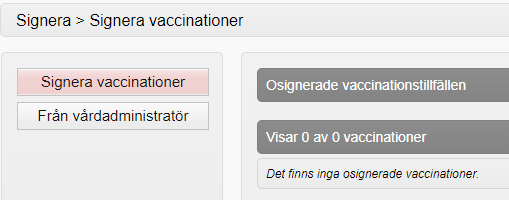 Signera > Signera vaccinationer
Signera vaccinationer
Från vårdadministratör
Osignerade vaccinationstillfällen
Visar 0 av 0 vaccinationer
Det finns inga osignerade vaccinationer.